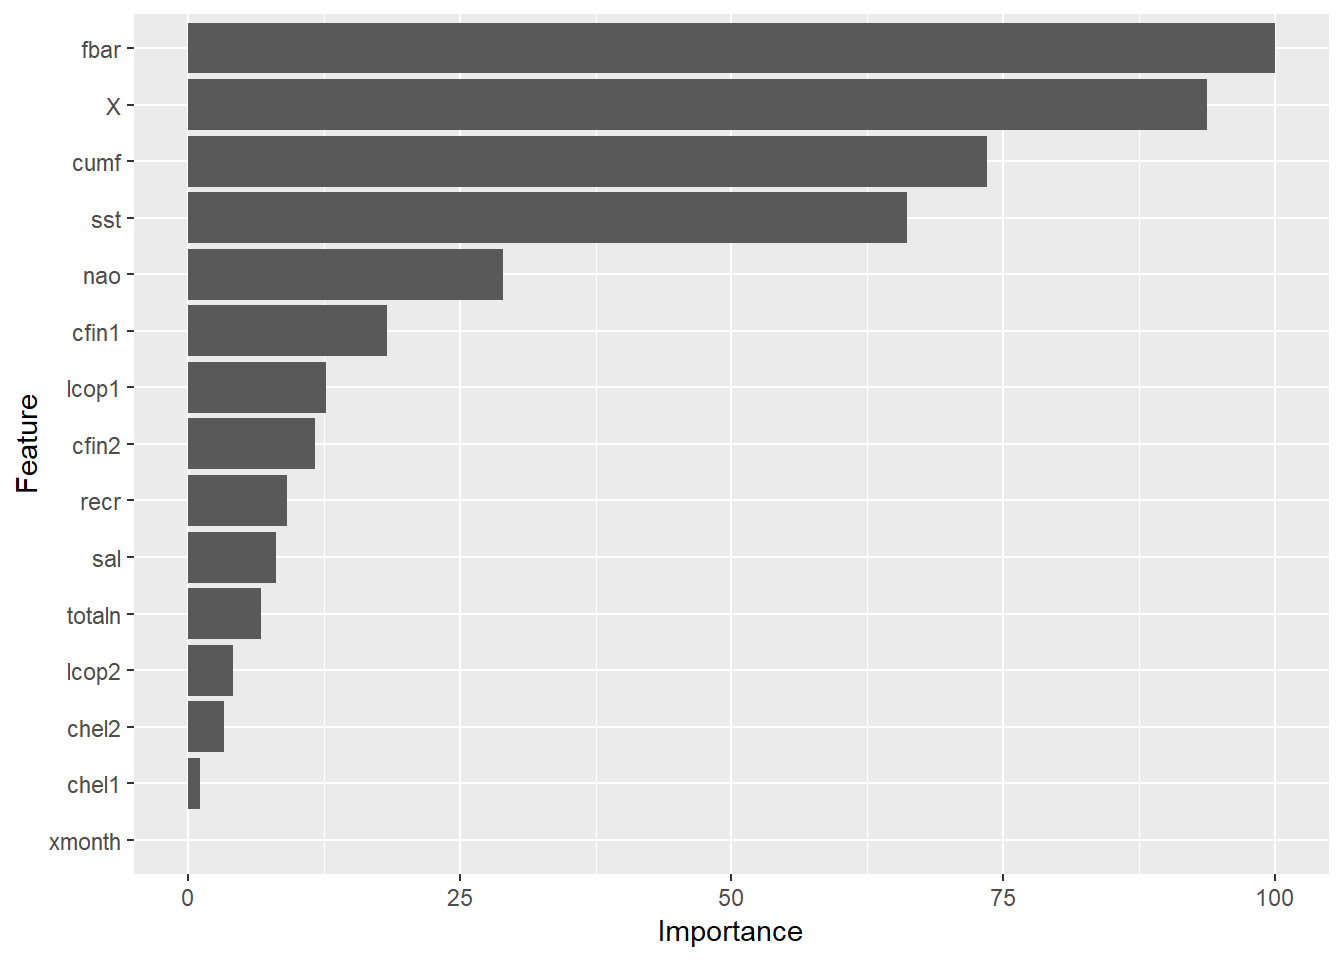 fbar
X
cumf
sst
nao
cfin1
lcop1
cfin2
recr
sal
totaln
lcop2
chel2
chel1
xmonth
Feature
0 25 50 75 100
Importance